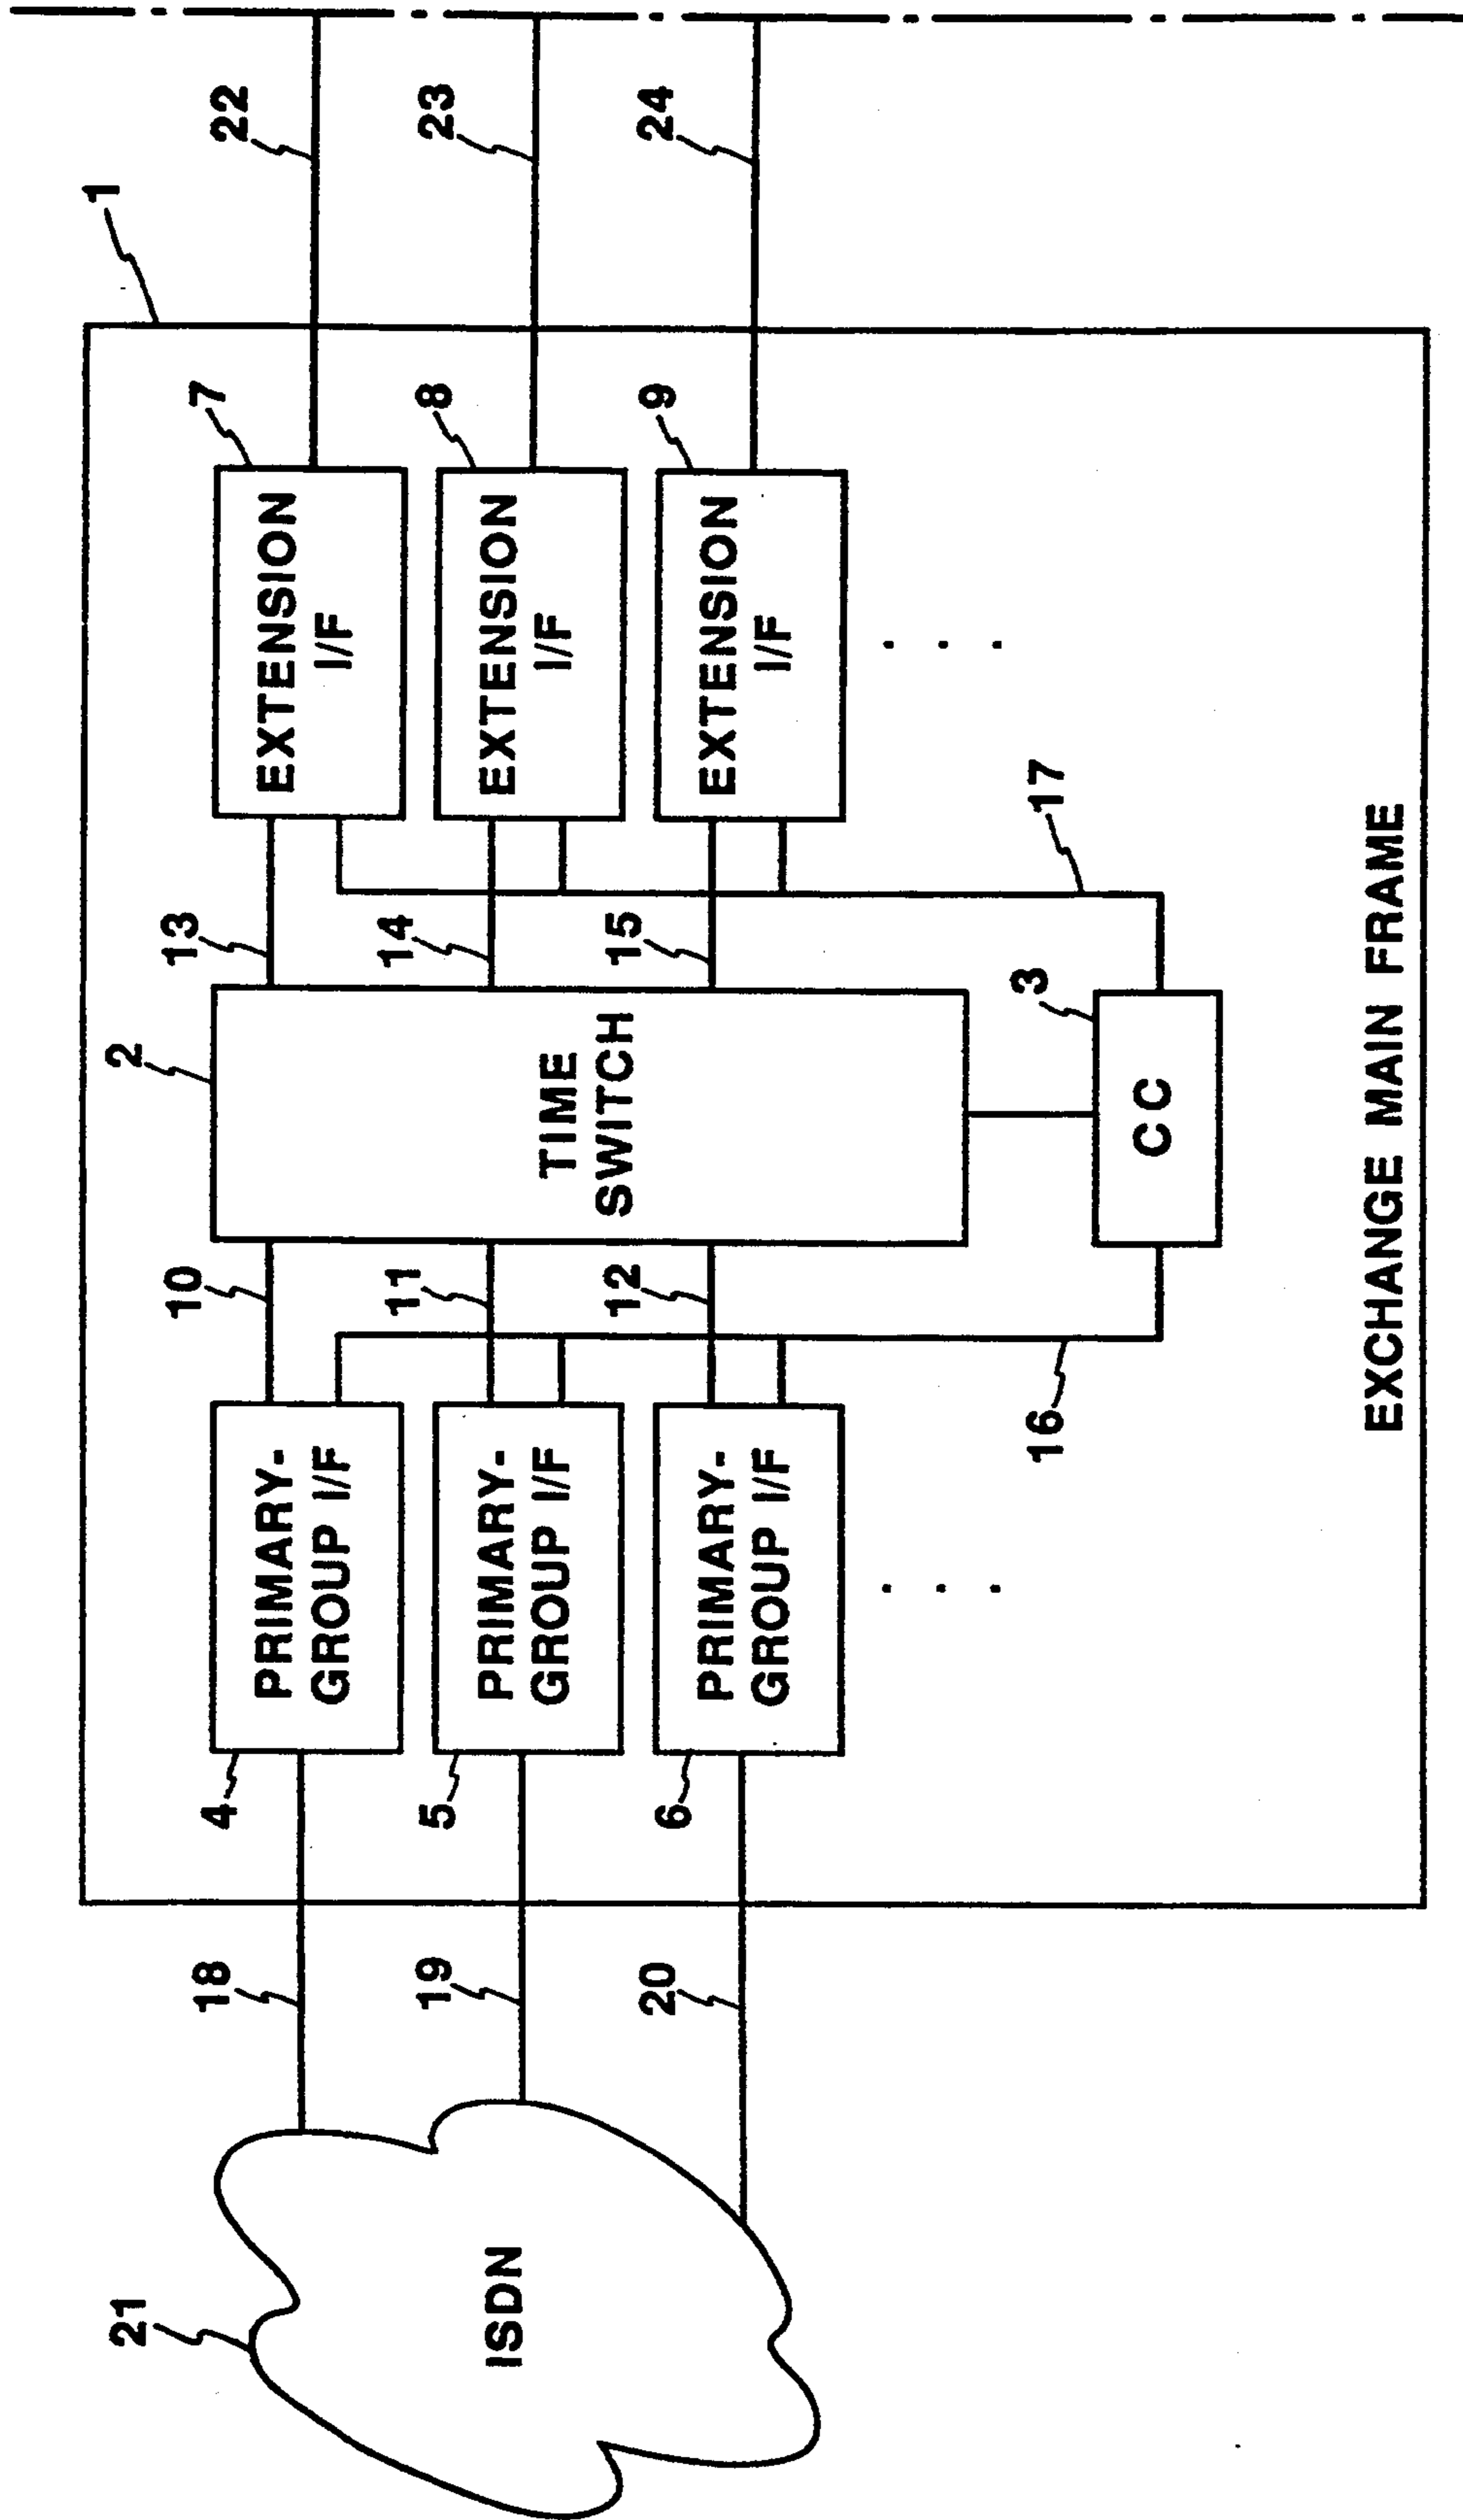 1
22
23
24
7
8
9
EXTENSION
I/F
EXTENSION
I/F
EXTENSION
I/F
. . .
13
14
15
17
2
TIME
SWITCH
3
CC
10
11
12
16
PRIMARY-
GROUP I/F
PRIMARY-
GROUP I/F
PRIMARY-
GROUP I/F
. . .
4
5
6
18
19
20
21
ISDN
EXCHANGE MAIN FRAME